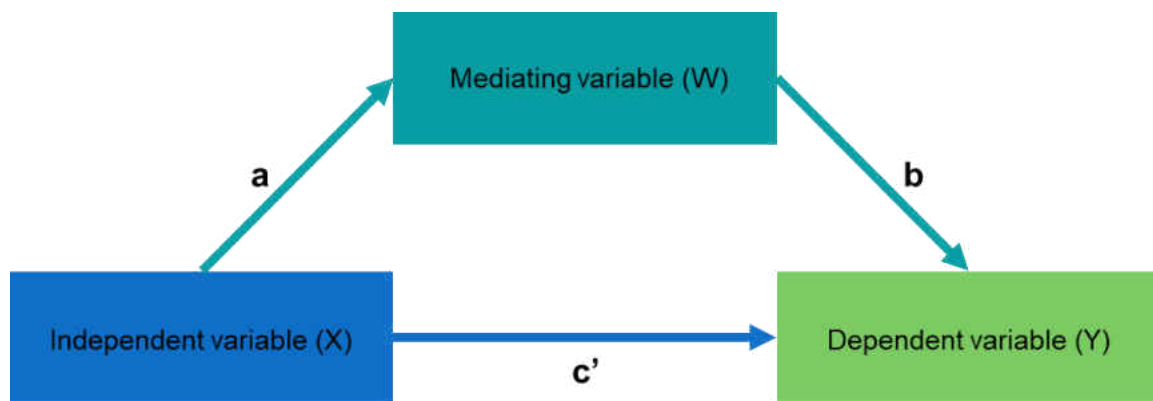 Mediating variable (W)
a
b
Independent variable (X)
c’
Dependent variable (Y)